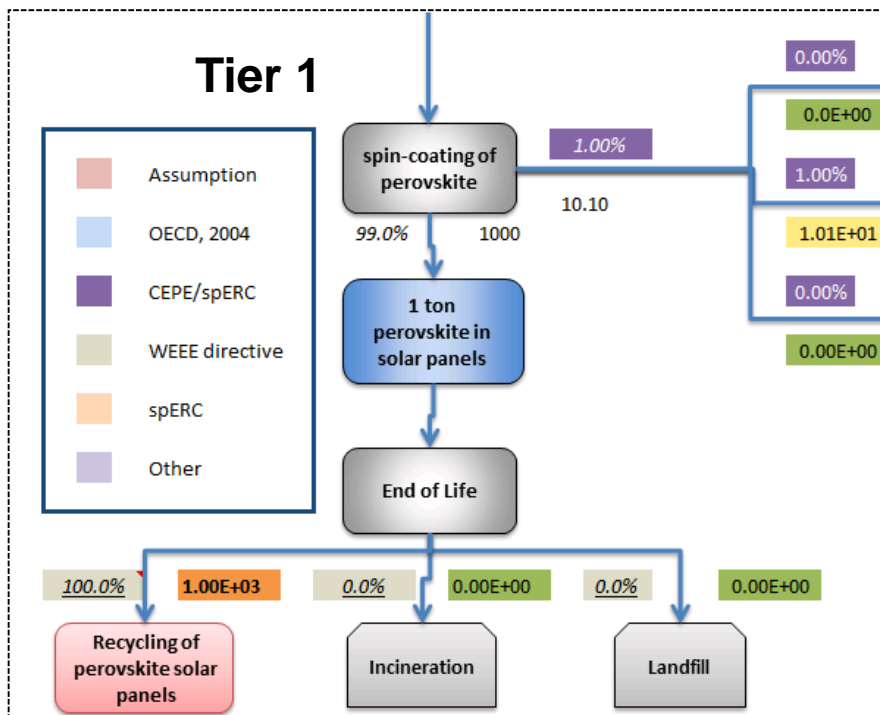 Tier 1
Assumption
OECD, 2004
CEPE/spERC
WEEE directive
spERC
Other
spin-coating of
perovskite
1.00%
10.10
99.0%
1000
0.00%
0.0E+00
1.00%
1.01E+01
0.00%
0.00E+00
1 ton
perovskite in
solar panels
End of Life
100.0%
1.00E+03
0.0%
0.00E+00
0.0%
0.00E+00
Recycling of
perovskite solar
panels
Incineration
Landfill